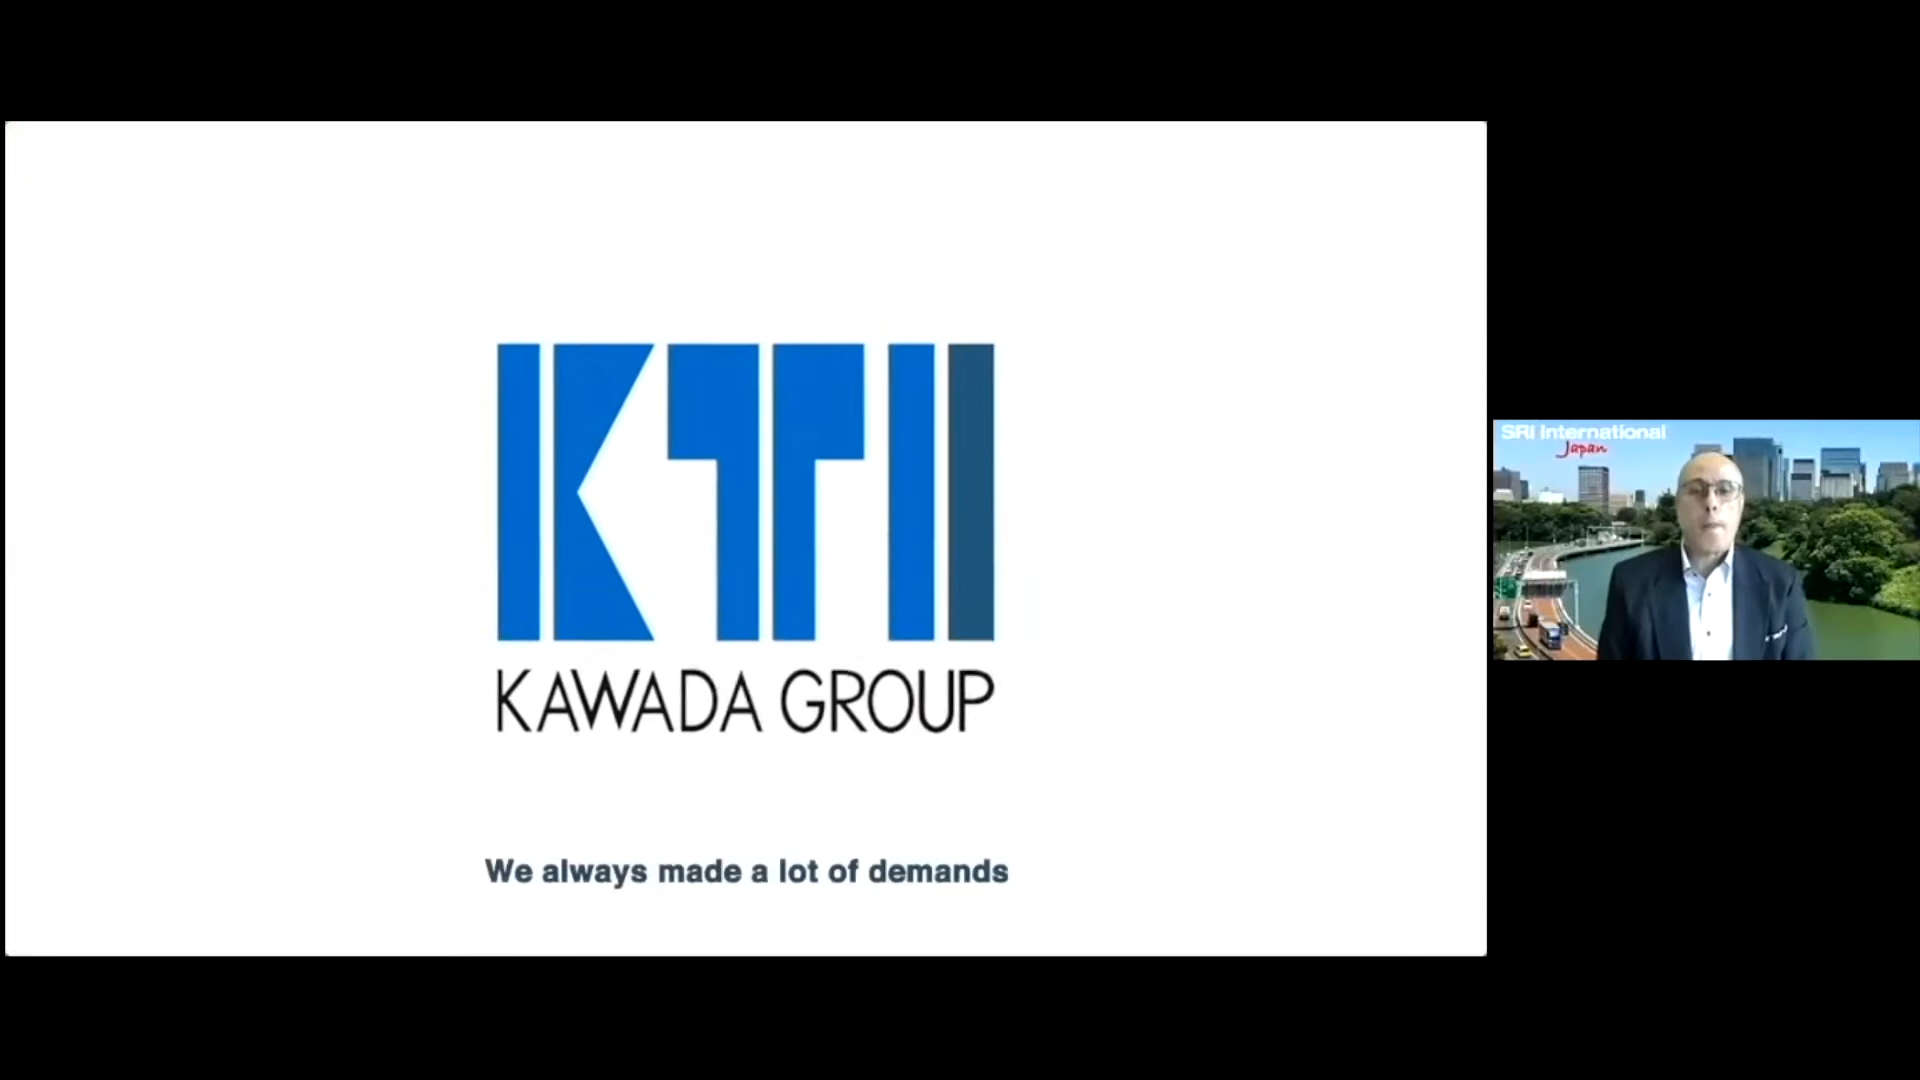 KTI
KAWADA GROUP
We always made a lot of demands
SRI International
Japan